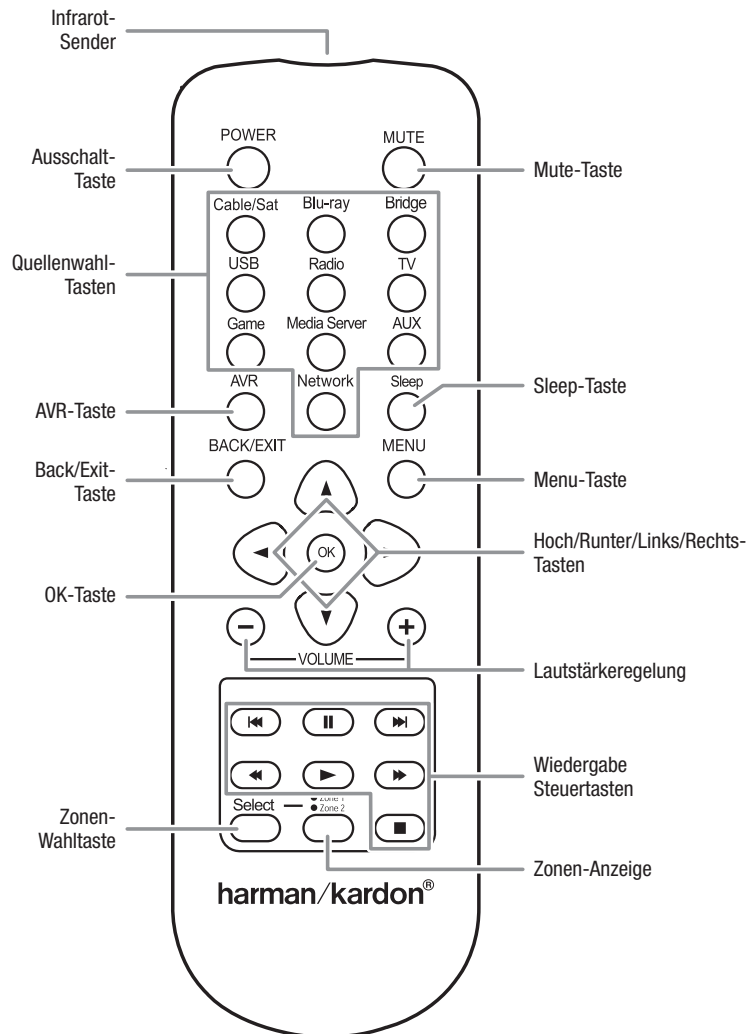 Infrarot-
Sender
POWER
MUTE
Ausschalt-
Taste
Mute-Taste
Cable/Sat
Blu-ray
Bridge
Quellenwahl-
Tasten
USB
Radio
TV
Game
Media Server
AUX
AVR
Network
Sleep
Sleep-Taste
AVR-Taste
BACK/EXIT
MENU
Back/Exit-
Taste
Menu-Taste
OK
Hoch/Runter/Links/Rechts-
Tasten
OK-Taste
VOLUME
Lautstärkeregelung
Wiedergabe
Steuertasten
Select
Zone 1
Zone 2
Zonen-
Wahltaste
Zonen-Anzeige
harman/kardon®